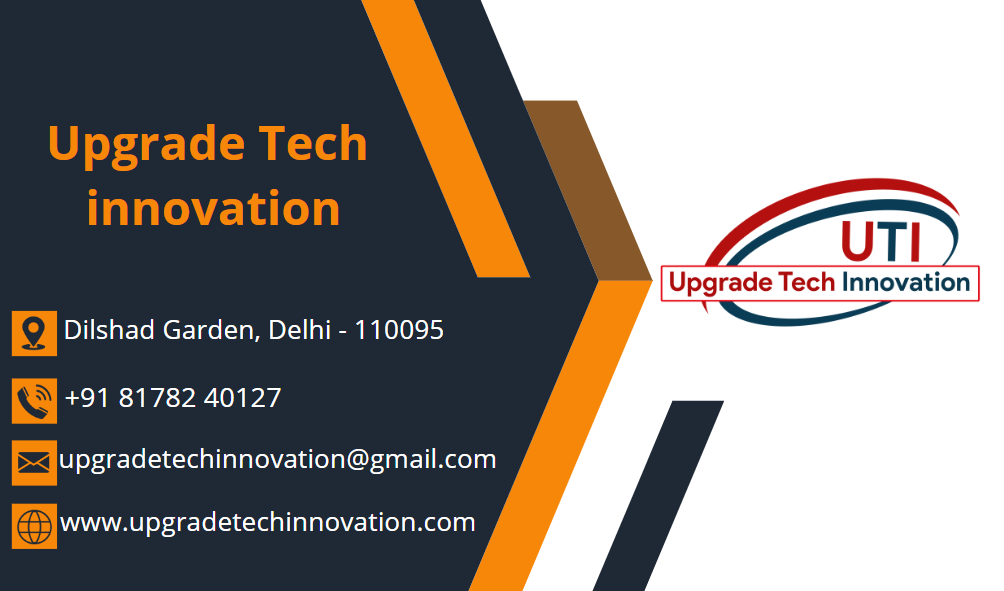 Upgrade Tech
innovation
Dilshad Garden, Delhi - 110095
+91 81782 40127
upgradetechinnovation@gmail.com
www.upgradetechinnovation.com
UTI
Upgrade Tech Innovation